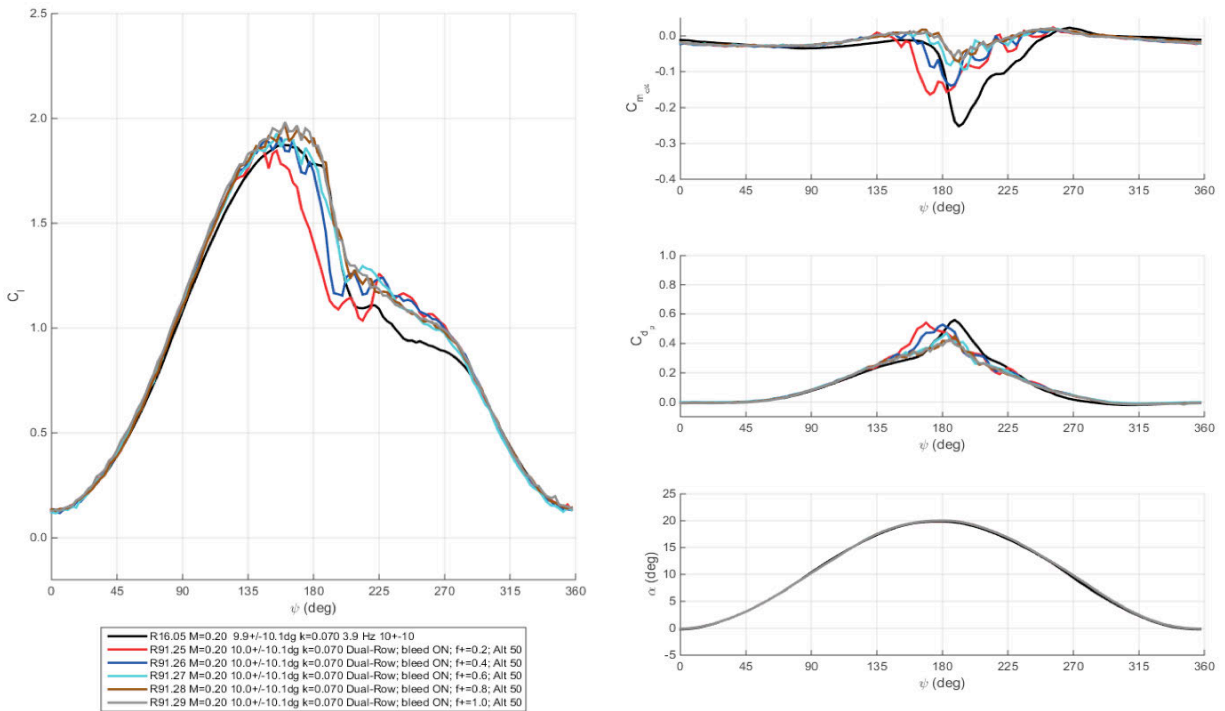 2.5
2.0
1.5
1.0
0.5
0.0
C_l
0 45 90 135 180 225 270 315 360
ψ (deg)
R16.05 M=0.20 9.9+/-10.1dg k=0.070 3.9 Hz 10+-10
R91.25 M=0.20 10.0+/-10.1dg k=0.070 Dual-Row; bleed ON; f+=0.2; Alt 50
R91.26 M=0.20 10.0+/-10.1dg k=0.070 Dual-Row; bleed ON; f+=0.4; Alt 50
R91.27 M=0.20 10.0+/-10.1dg k=0.070 Dual-Row; bleed ON; f+=0.6; Alt 50
R91.28 M=0.20 10.0+/-10.1dg k=0.070 Dual-Row; bleed ON; f+=0.8; Alt 50
R91.29 M=0.20 10.0+/-10.1dg k=0.070 Dual-Row; bleed ON; f+=1.0; Alt 50
0.0
-0.1
-0.2
-0.3
-0.4
C_m
0 45 90 135 180 225 270 315 360
ψ (deg)
1.0
0.8
0.6
0.4
0.2
0.0
C_d_p
0 45 90 135 180 225 270 315 360
ψ (deg)
25
20
15
10
5
0
-5
α (deg)
0 45 90 135 180 225 270 315 360
ψ (deg)